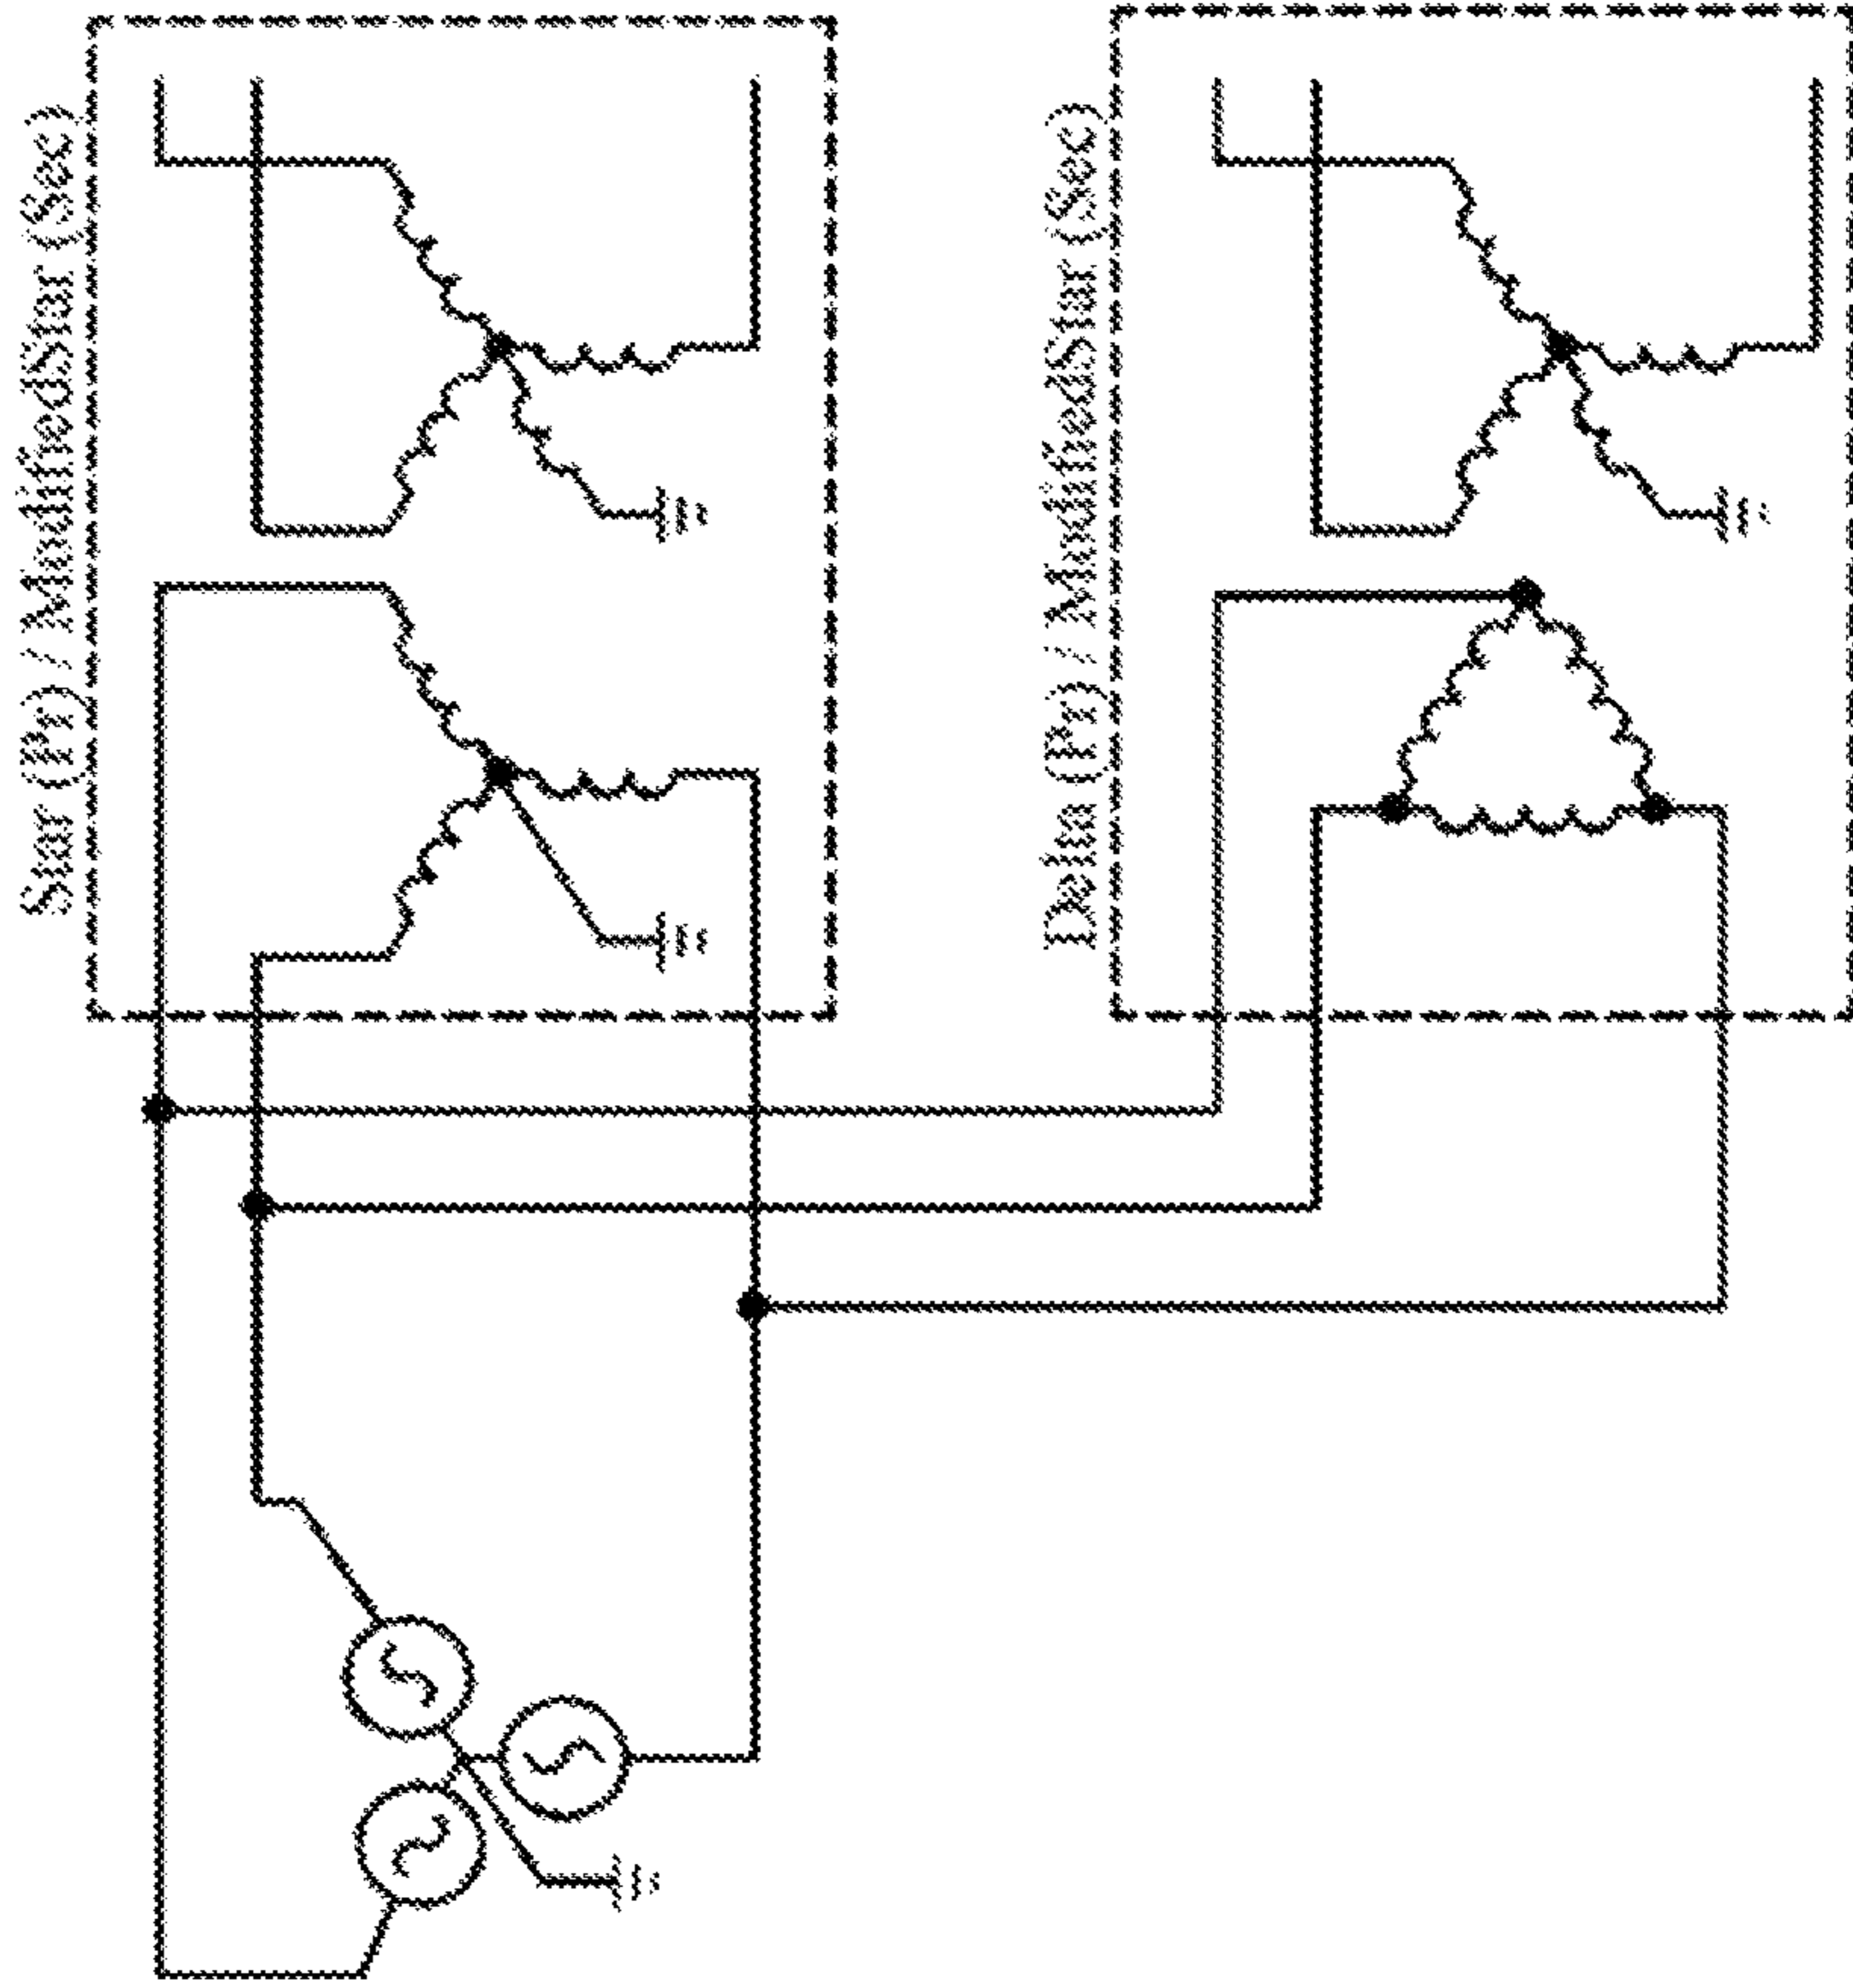 Star (Pri) / ModifiedStar (Sec)
Delta (Pri) / ModifiedStar (Sec)